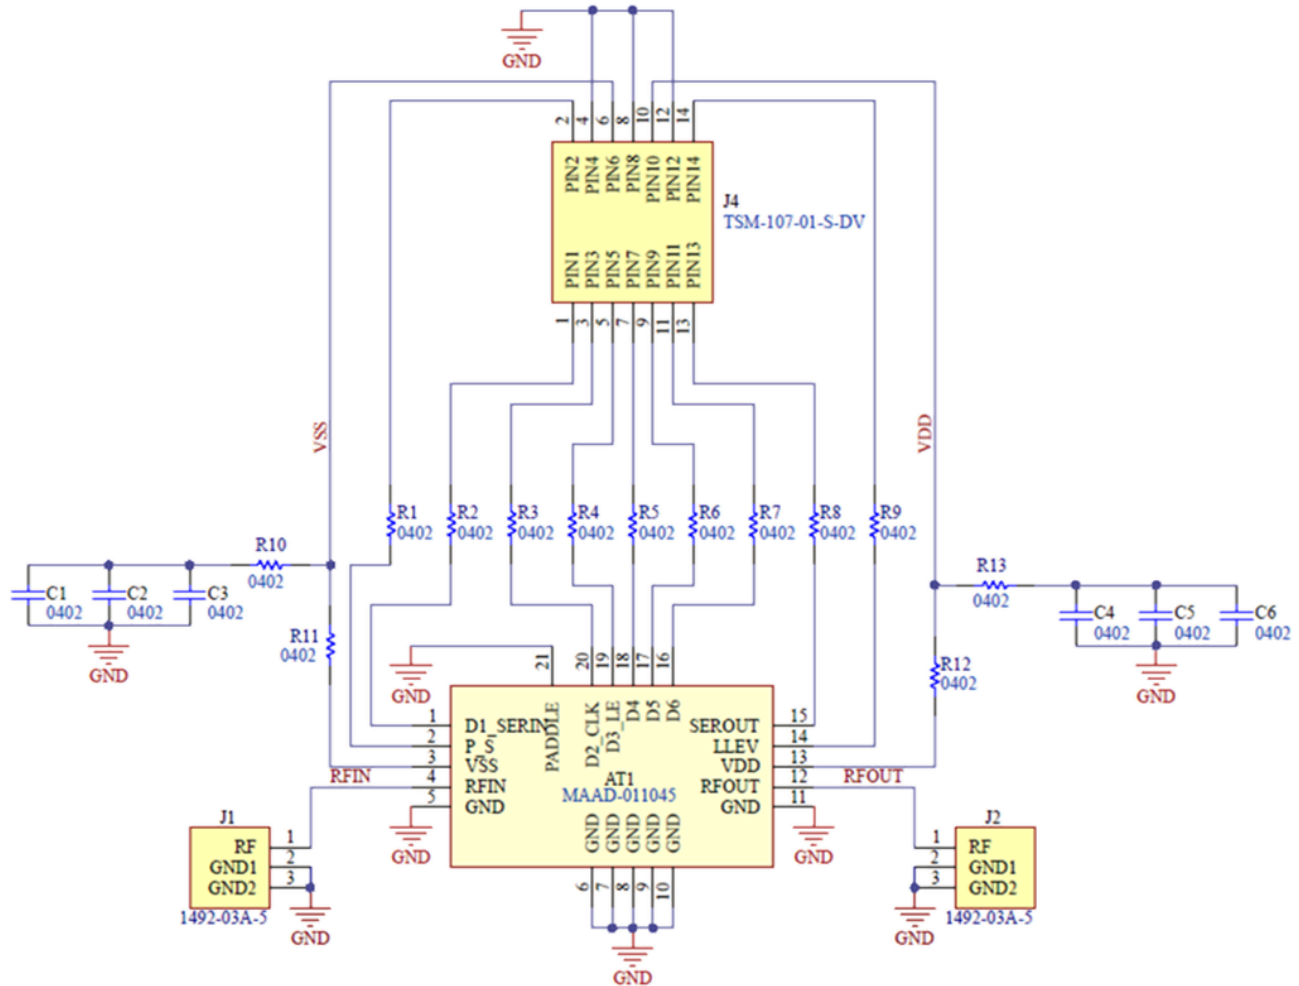 GND
2
4
6
8
10
12
14
PIN2
PIN4
PIN6
PIN8
PIN10
PIN12
PIN14
J4
TSM-107-01-S-DV
PIN1
PIN3
PIN5
PIN7
PIN9
PIN11
PIN13
1
3
5
7
9
11
13
VSS
VDD
R1
0402
R2
0402
R3
0402
R4
0402
R5
0402
R6
0402
R7
0402
R8
0402
R9
0402
R10
0402
R13
0402
C1
0402
C2
0402
C3
0402
C4
0402
C5
0402
C6
0402
GND
GND
R11
0402
R12
0402
GND
21
20
19
18
17
16
PADDLE
D2_CLK
D3_LE
D4
D5
D6
1
D1_SERIN
2
P_S
3
VSS
4
RFIN
5
GND
SEROUT
15
LLEV
14
VDD
13
RFOUT
12
GND
11
AT1
MAAD-011045
RFIN
RFOUT
GND
GND
GND
GND
GND
GND
GND
6
7
8
9
10
GND
J1
RF
1
GND1
2
GND2
3
1492-03A-5
GND
J2
1
RF
2
GND1
3
GND2
1492-03A-5
GND